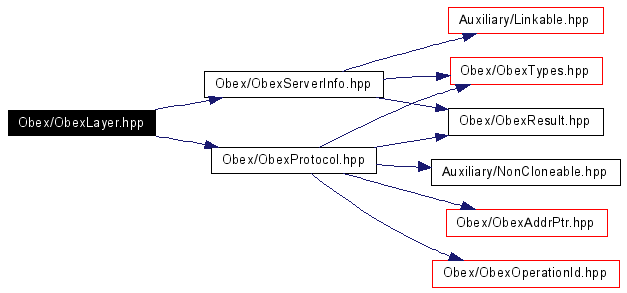 Auxiliary/Linkable.hpp
Obex/ObexTypes.hpp
Obex/ObexServerInfo.hpp
Obex/ObexLayer.hpp
Obex/ObexResult.hpp
Obex/ObexProtocol.hpp
Auxiliary/NonCloneable.hpp
Obex/ObexAddrPtr.hpp
Obex/ObexOperationId.hpp